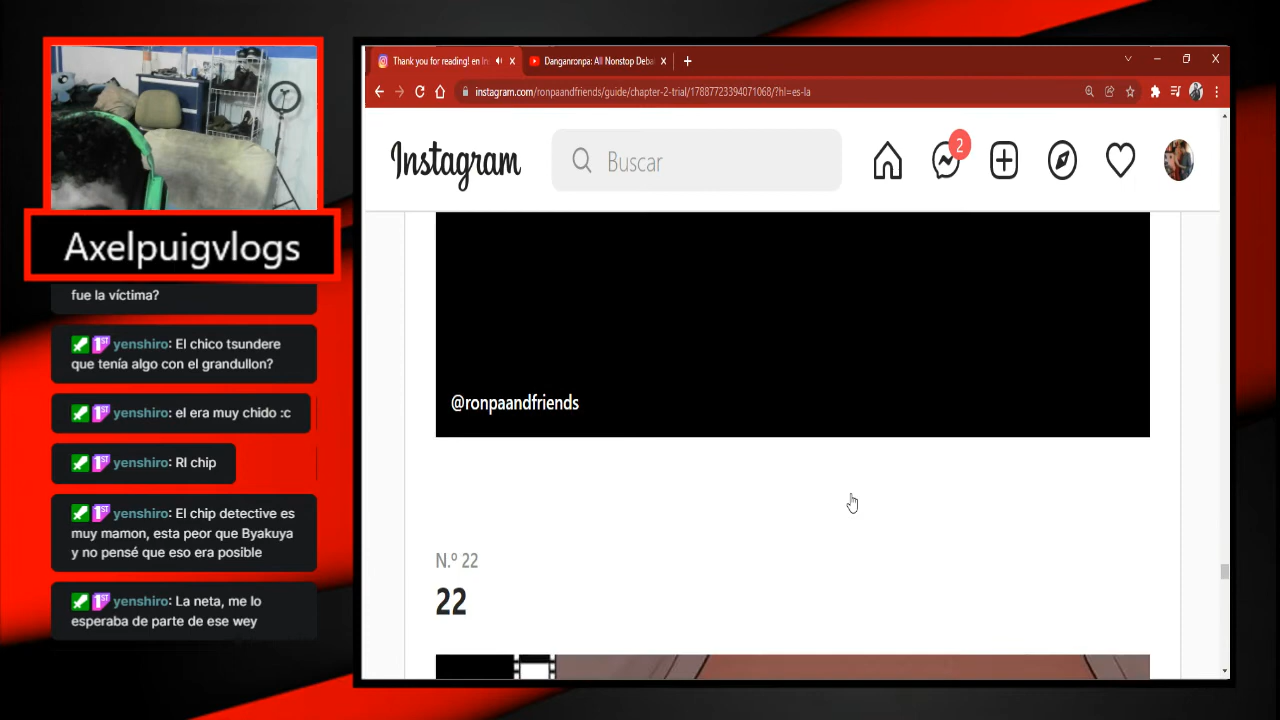 Axelpuigvlogs
fue la víctima?
yenshiro: El chico tsundere
que tenía algo con el grandullon?
yenshiro: el era muy chido :c
yenshiro: Rl chip
yenshiro: El chip detective es
muy mamon, esta peor que Byakuya
y no pensé que eso era posible
yenshiro: La neta, me lo
esperaba de parte de ese wey
Thank you for reading! en In
Danganronpa: All Nonstop Deba
instagram.com/ronpaandfriends/guide/chapter-2-trial/17887723394071068/?hl=es-la
Instagram
Buscar
2
@ronpaandfriends
N.º 22
22